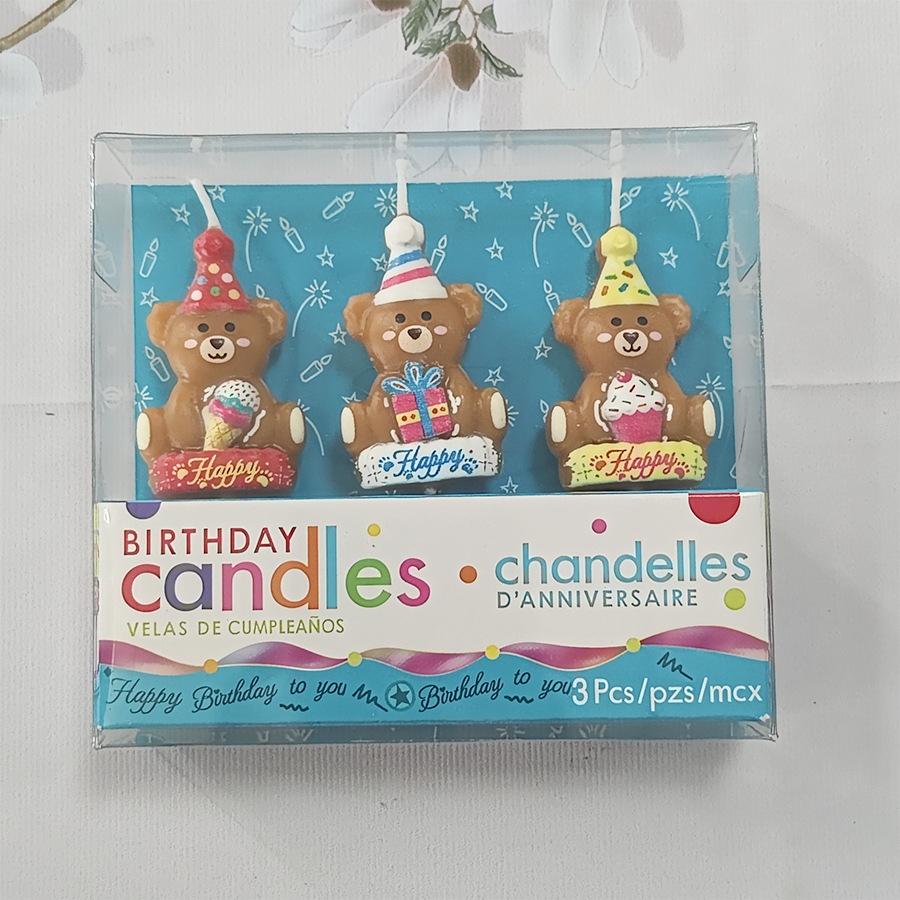 Happy
Happy
Happy
BIRTHDAY
candles
VELAS DE CUMPLEAÑOS
chandelles
D'ANNIVERSAIRE
Happy Birthday to you Birthday to you 3 Pcs/pzs/mcx